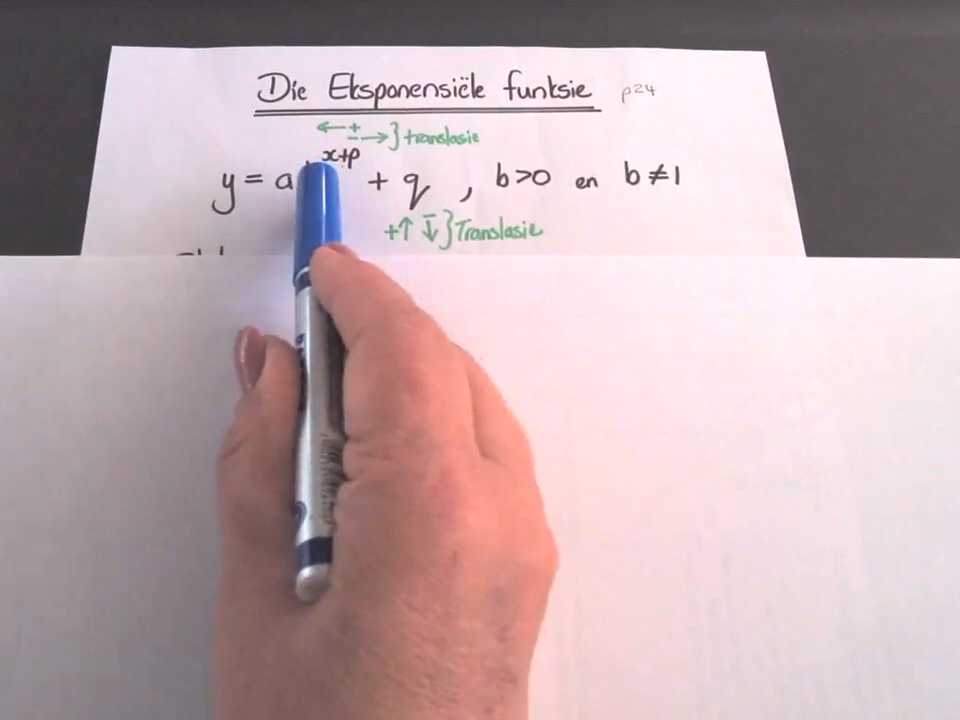 Die Eksponensiële funksie p24
← ± → } translasie
y = a x+p + q , b>0 en b≠1
+↑ ↓ } Translasie